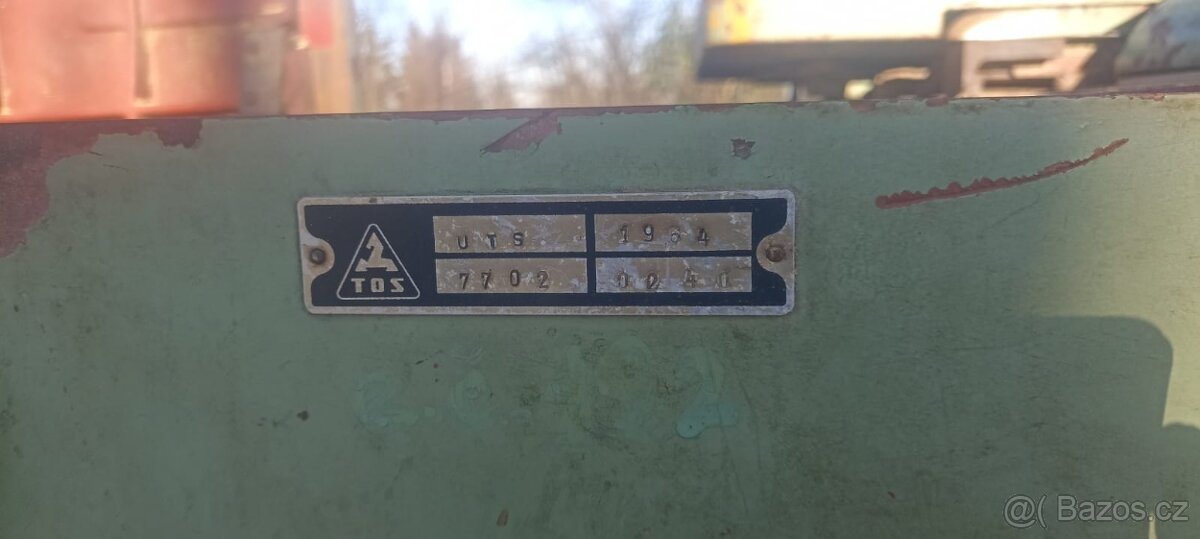 UTS 1964
TOS 7702
@( Bazos.cz